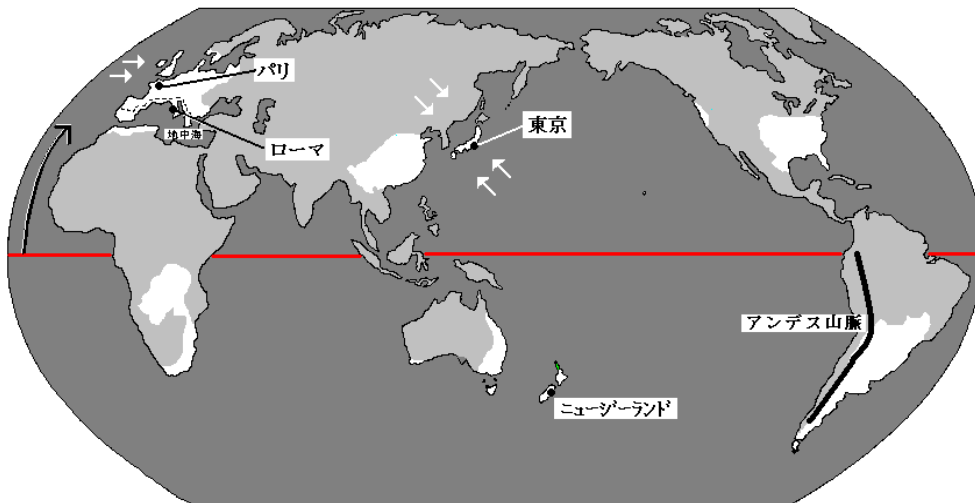 パリ
東京
地中海
ローマ
アンデス山脈
ニュージーランド